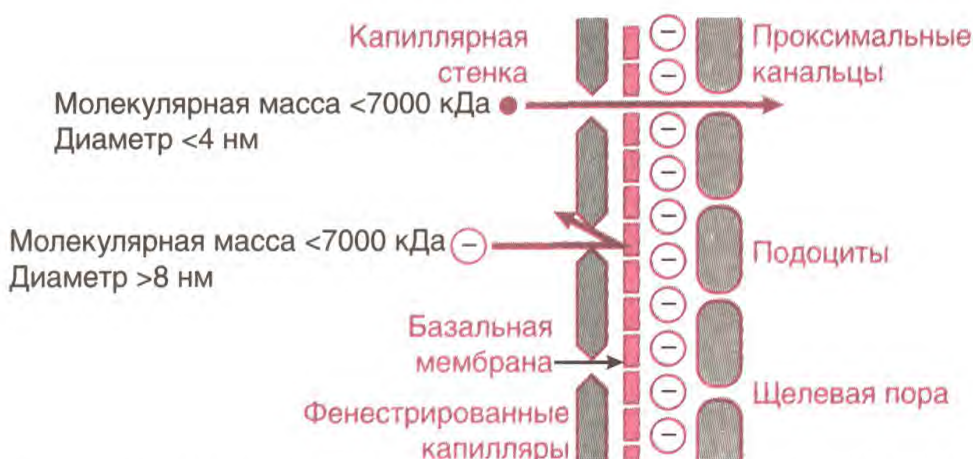 Капиллярная
стенка
Проксимальные
канальцы
Молекулярная масса <7000 кДа
Диаметр <4 нм
Молекулярная масса <7000 кДа
Диаметр >8 нм
Подоциты
Базальная
мембрана
Щелевая пора
Фенестрированные
капилляры